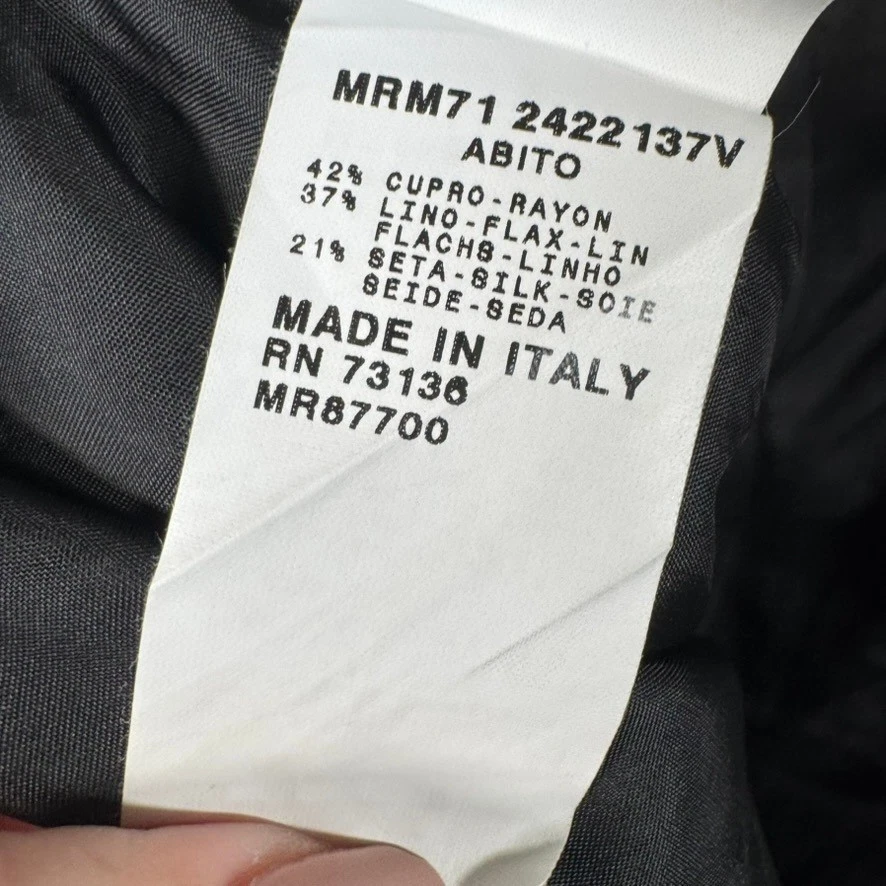 MRM71 2422137V
ABITO
42% CUPRO-RAYON
37% LINO-FLAX-LIN
FLACHS-LINHO
21% SETA-SILK-SOIE
SEIDE-SEDA
MADE IN ITALY
RN 73136
MR87700